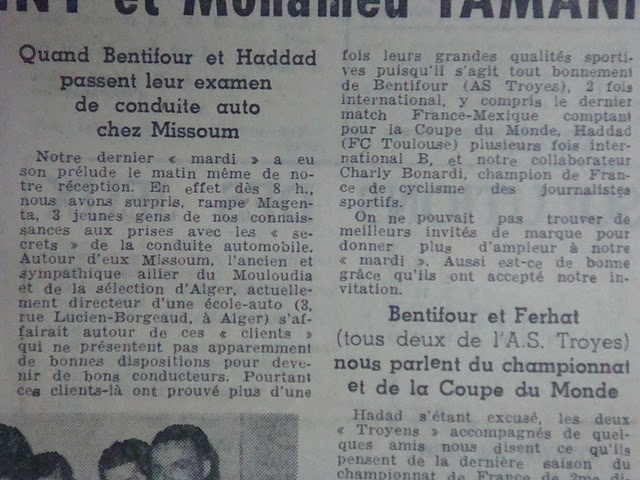 et Mohamed
Quand Bentifour et Haddad
passent leur examen
de conduite auto
chez Missoum
Notre dernier « mardi » a eu
son prélude le matin même de no-
tre réception. En effet dès 8 h.,
nous avons surpris, rampe Magen-
ta, 3 jeunes gens de nos connais-
sances aux prises avec les « se-
crets » de la conduite automobile.
Autour d'eux Missoum, l'ancien et
sympathique ailier du Mouloudia
et de la sélection d'Alger, actuelle-
ment directeur d'une école-auto (3,
rue Lucien-Borgeaud, à Alger) s'af-
fairait autour de ces « clients »
qui ne présentent pas apparemment
de bonnes dispositions pour deve-
nir de bons conducteurs. Pourtant
ces clients-là ont prouvé plus d'une
fois leurs grandes qualités sporti-
ves puisqu'il s'agit tout bonnement
de Bentifour (AS Troyes), 2 fois
international, y compris le dernier
match France-Mexique comptant
pour la Coupe du Monde, Haddad
(FC Toulouse) plusieurs fois inter-
national B, et notre collaborateur
Charly Bonardi, champion de Fran-
ce de cyclisme des journalistes
sportifs.
On ne pouvait pas trouver de
meilleurs invités de marque pour
donner plus d'ampleur à notre
« mardi ». Aussi est-ce de bonne
grâce qu'ils ont accepté notre in-
vitation.
Bentifour et Ferhat
(tous deux de l'A.S. Troyes)
nous parlent du championnat
et de la Coupe du Monde
Hadad s'étant excusé, les deux
« Troyens » accompagnés de quel-
ques amis nous disent ce qu'ils
pensent de la dernière saison du
championnat de France de 2me di-